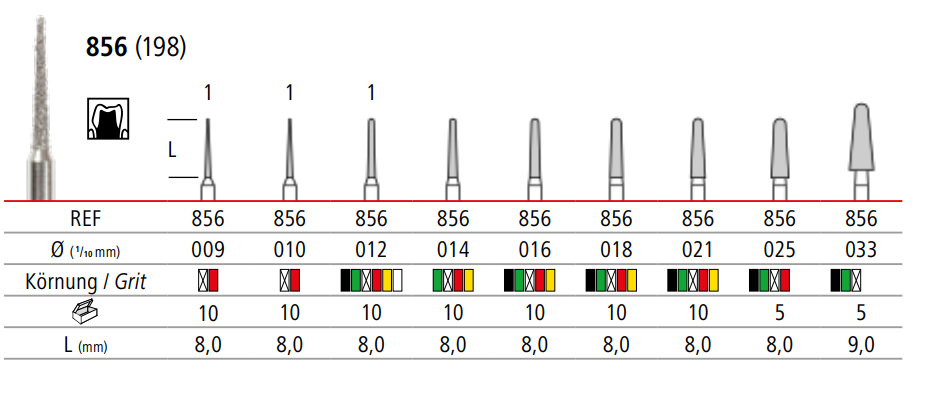 856 (198)
1 1 1
L
REF 856 856 856 856 856 856 856 856 856
Ø (1/10 mm) 009 010 012 014 016 018 021 025 033
Körnung / Grit
10 10 10 10 10 10 10 5 5
L (mm) 8,0 8,0 8,0 8,0 8,0 8,0 8,0 8,0 9,0